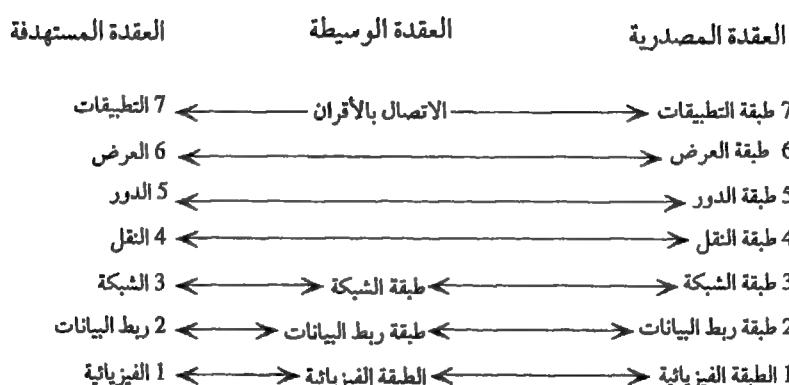 العقدة المصدرية العقدة الوسيطة العقدة المستهدفة
7 طبقة التطبيقات الاتصال بالأقران 7 التطبيقات
6 طبقة العرض 6 العرض
5 طبقة الدور 5 الدور
4 طبقة النقل 4 النقل
3 طبقة الشبكة طبقة الشبكة 3 الشبكة
2 طبقة ربط البيانات طبقة ربط البيانات 2 ربط البيانات
1 الطبقة الفيزيائية الطبقة الفيزيائية 1 الفيزيائية